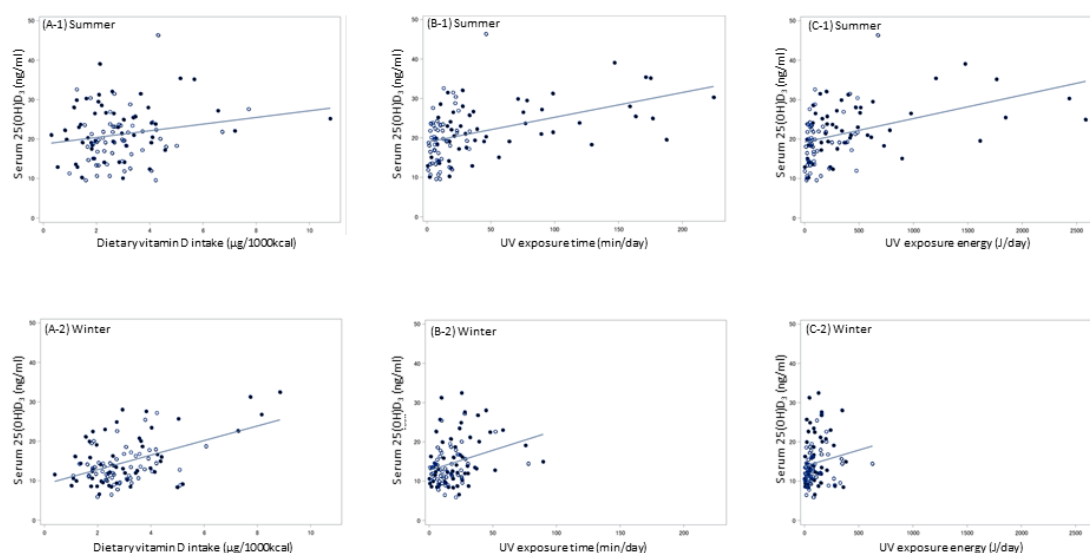 (A-1) Summer
Serum 25(OH)D₃ (ng/ml)
50
40
30
20
10
0
0 2 4 6 8 10
Dietary vitamin D intake (µg/1000kcal)
(B-1) Summer
Serum 25(OH)D₃ (ng/ml)
50
40
30
20
10
0
0 50 100 150 200
UV exposure time (min/day)
(C-1) Summer
Serum 25(OH)D₃ (ng/ml)
50
40
30
20
10
0
0 500 1000 1500 2000 2500
UV exposure energy (J/day)
(A-2) Winter
Serum 25(OH)D₃ (ng/ml)
50
40
30
20
10
0
0 2 4 6 8 10
Dietary vitamin D intake (µg/1000kcal)
(B-2) Winter
Serum 25(OH)D₃ (ng/ml)
50
40
30
20
10
0
0 50 100 150 200
UV exposure time (min/day)
(C-2) Winter
Serum 25(OH)D₃ (ng/ml)
50
40
30
20
10
0
0 500 1000 1500 2000 2500
UV exposure energy (J/day)